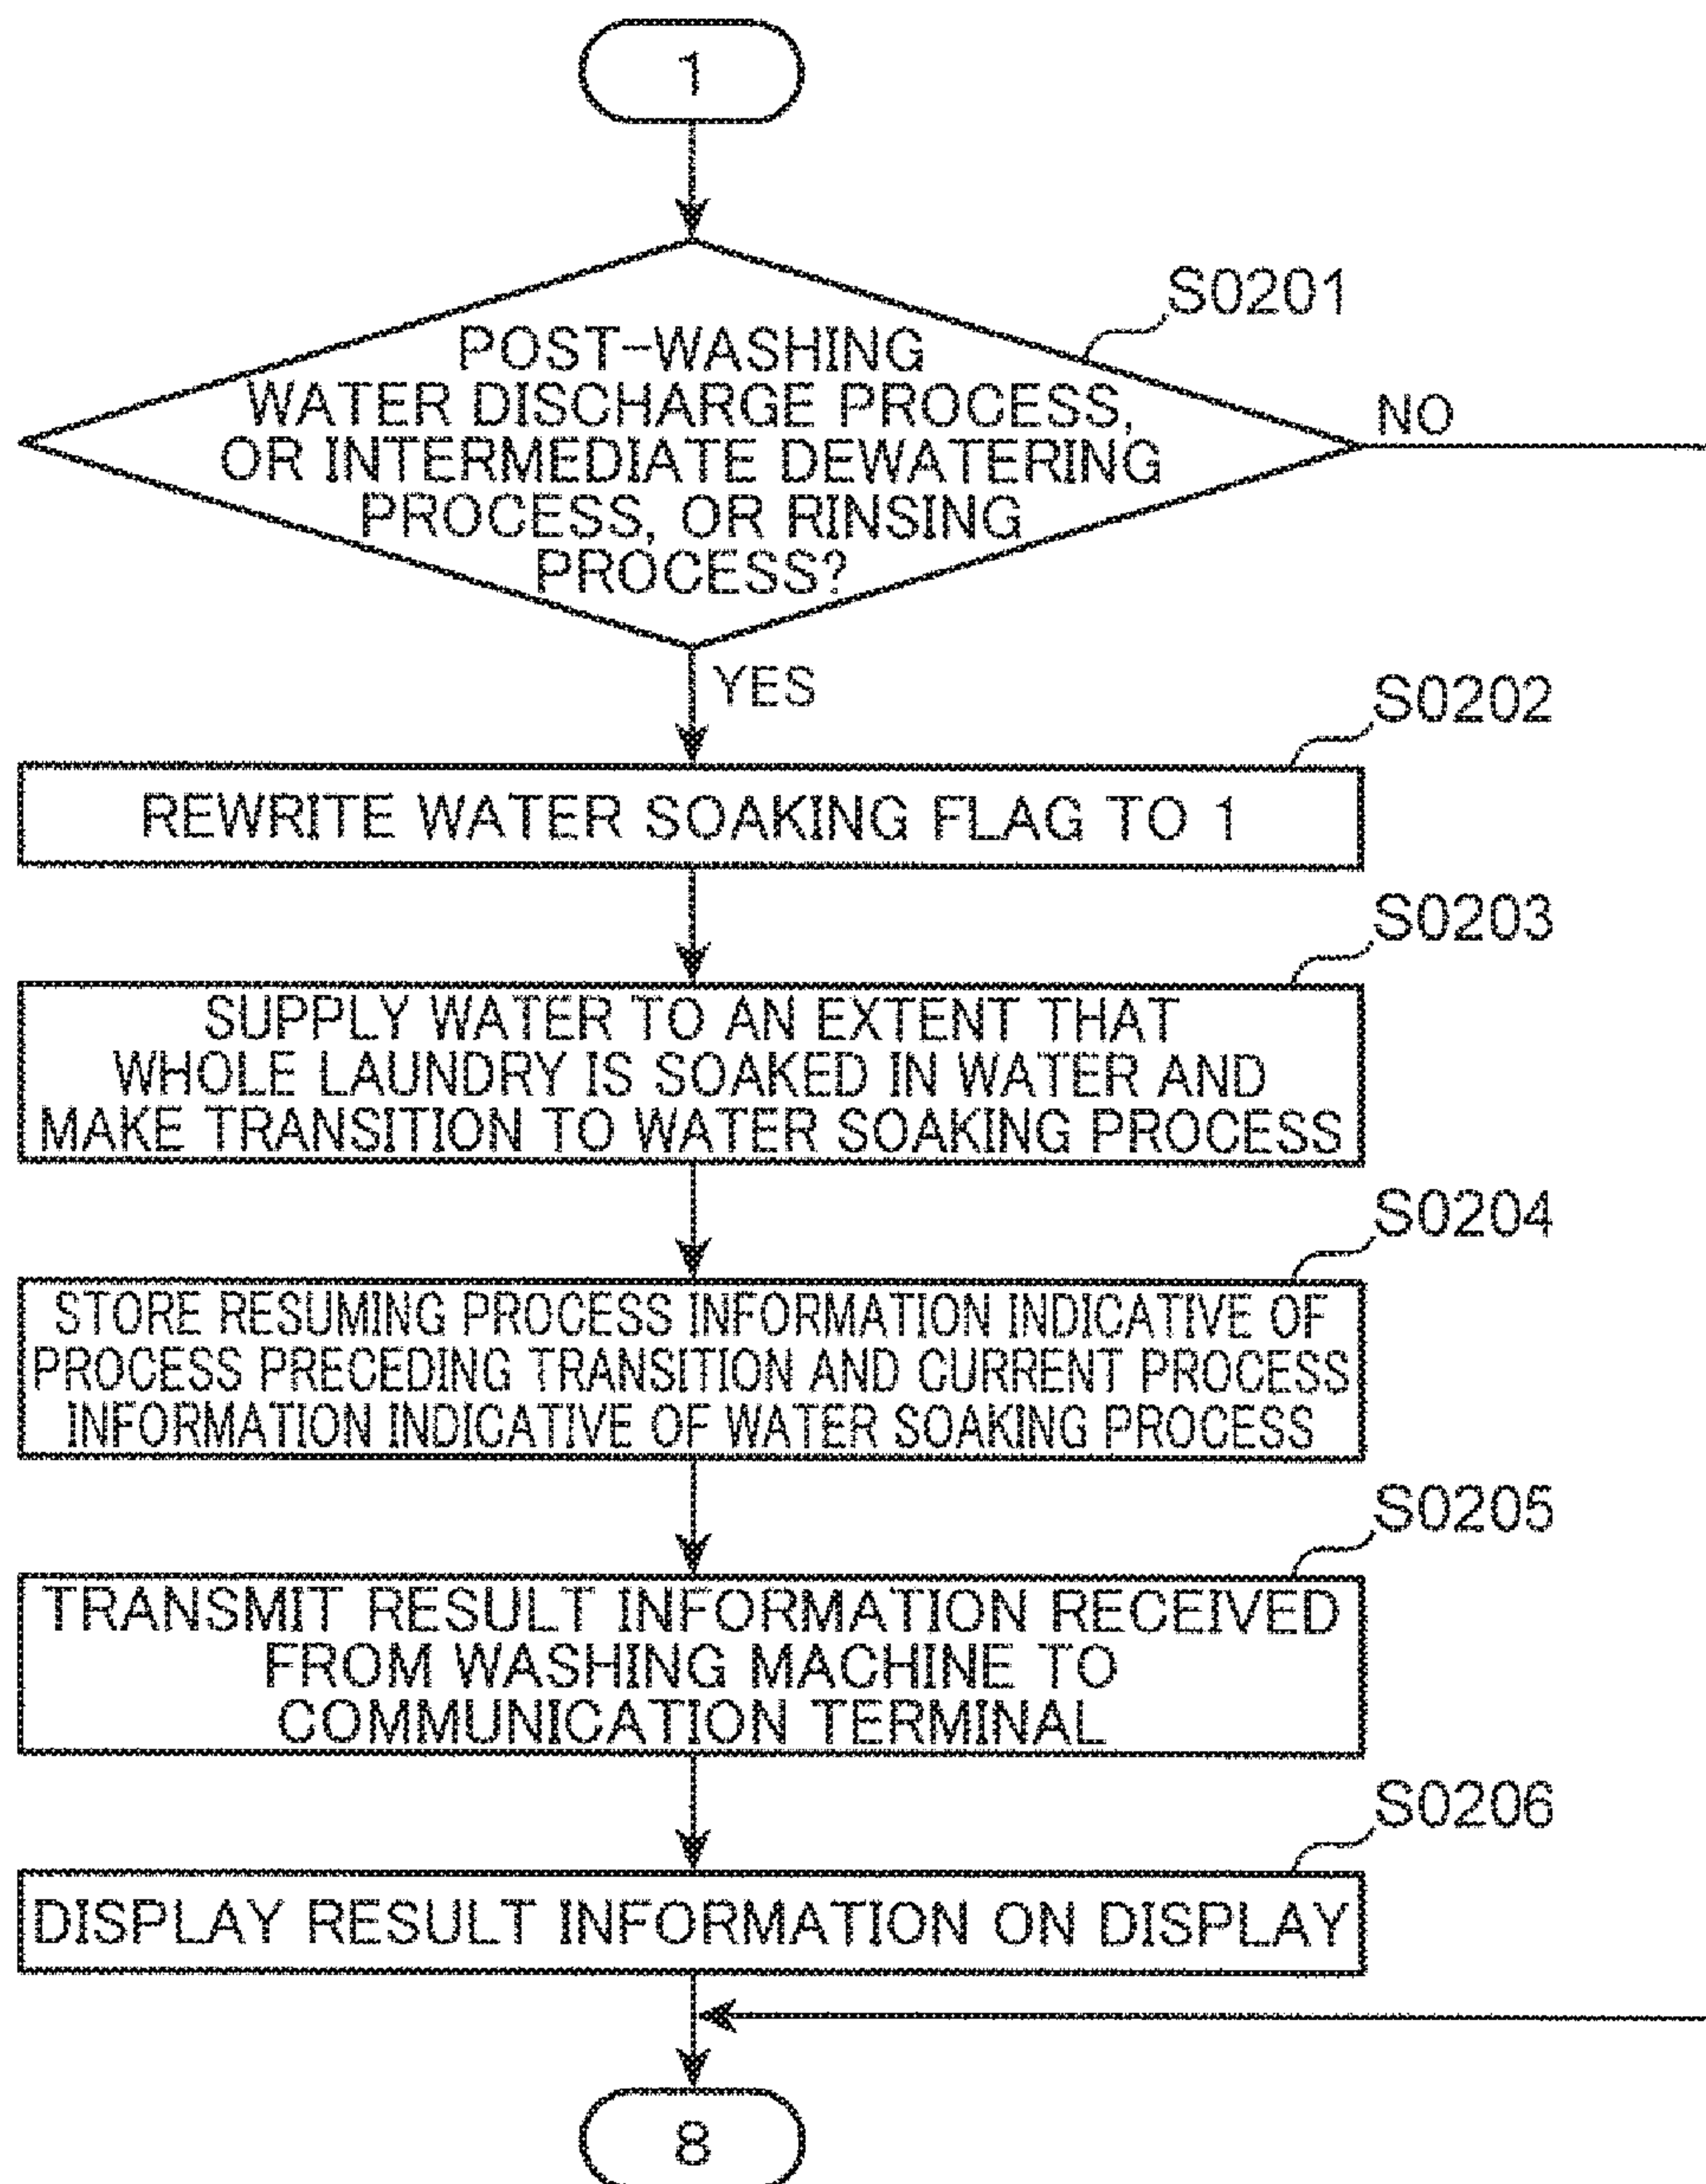 1
S0201
POST-WASHING
WATER DISCHARGE PROCESS,
OR INTERMEDIATE DEWATERING
PROCESS, OR RINSING
PROCESS?
NO
YES
S0202
REWRITE WATER SOAKING FLAG TO 1
S0203
SUPPLY WATER TO AN EXTENT THAT
WHOLE LAUNDRY IS SOAKED IN WATER AND
MAKE TRANSITION TO WATER SOAKING PROCESS
S0204
STORE RESUMING PROCESS INFORMATION INDICATIVE OF
PROCESS PRECEDING TRANSITION AND CURRENT PROCESS
INFORMATION INDICATIVE OF WATER SOAKING PROCESS
S0205
TRANSMIT RESULT INFORMATION RECEIVED
FROM WASHING MACHINE TO
COMMUNICATION TERMINAL
S0206
DISPLAY RESULT INFORMATION ON DISPLAY
8